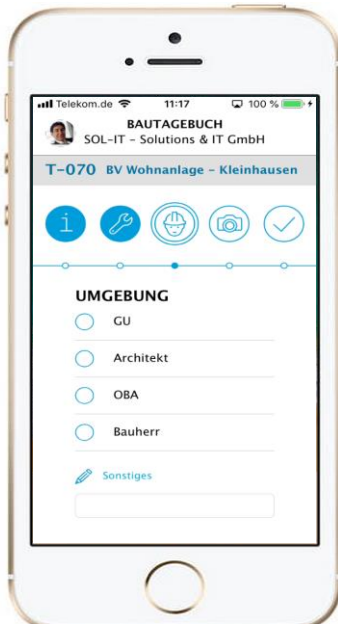 Telekom.de 11:17 100 %
BAUTAGEBUCH
SOL-IT - Solutions & IT GmbH
T-070 BV Wohnanlage - Kleinhausen
i
UMGEBUNG
GU
Architekt
OBA
Bauherr
Sonstiges